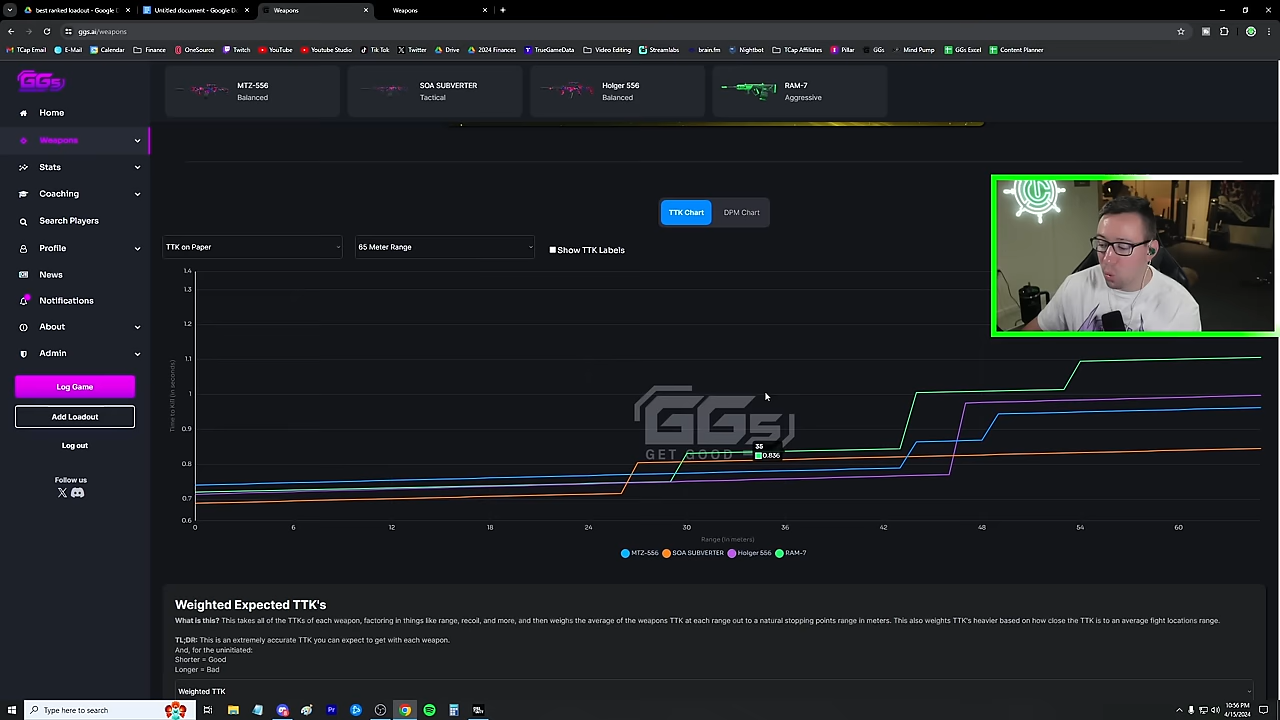 best ranked loadout - Google D
Untitled document - Google D
Weapons
Weapons
ggs.ai/weapons
TCap Email
E-Mail
Calendar
Finance
OneSource
Twitch
YouTube
YouTube Studio
Tik Tok
Twitter
Drive
2024 Finances
TrueGameData
Video Editing
Streamlabs
brain.fm
Nightbot
TCap Affiliates
Pillar
GGs
Mind Pump
GGs Excel
Content Planner
GGs
Home
Weapons
Stats
Coaching
Search Players
Profile
News
Notifications
About
Admin
Log Game
Add Loadout
Log out
Follow us
MTZ-556
Balanced
SOA SUBVERTER
Tactical
Holger 556
Balanced
RAM-7
Aggressive
TTK Chart
DPM Chart
TTK on Paper
65 Meter Range
Show TTK Labels
1.4
1.3
1.2
1.1
1
0.9
0.8
0.7
0.6
Time to Kill (in seconds)
GGs
GET GOOD
35
0.836
0
6
12
18
24
30
36
42
48
54
60
Range (in meters)
MTZ-556
SOA SUBVERTER
Holger 556
RAM-7
Weighted Expected TTK's
What is this? This takes all of the TTKs of each weapon, factoring in things like range, recoil, and more, and then weighs the average of the weapons TTK at each range out to a natural stopping points range in meters. This also weights TTK's heavier based on how close the TTK is to an average fight locations range.
TL;DR: This is an extremely accurate TTK you can expect to get with each weapon.
And, for the uninitiated:
Shorter = Good
Longer = Bad
Weighted TTK
Type here to search
10:56 PM